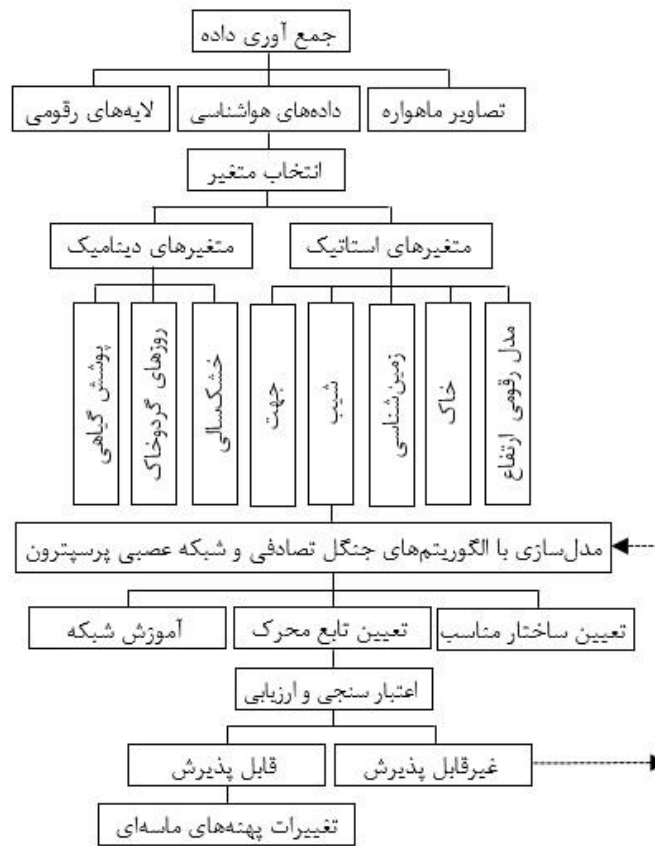 جمع آوری داده
تصاویر ماهواره
داده‌های هواشناسی
لایه‌های رقومی
انتخاب متغیر
متغیرهای استاتیک
متغیرهای دینامیک
مدل رقومی ارتفاع
خاک
زمین‌شناسی
شیب
جهت
خشک‌سالی
روزهای گردوخاک
پوشش گیاهی
مدل‌سازی با الگوریتم‌های جنگل تصادفی و شبکه عصبی پرسپترون
تعیین ساختار مناسب
تعیین تابع محرک
آموزش شبکه
اعتبار سنجی و ارزیابی
غیرقابل پذیرش
قابل پذیرش
تغییرات پهنه‌های ماسه‌ای